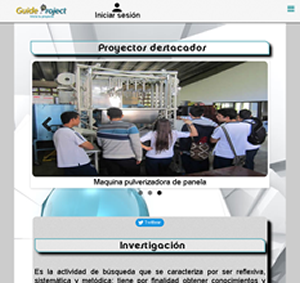 Guide Project
Iniciar sesión
Proyectos destacados
Maquina pulverizadora de panela
Twittear
Investigación
Es la actividad de búsqueda que se caracteriza por ser reflexiva,
sistemática y metódica; tiene por finalidad obtener conocimientos y